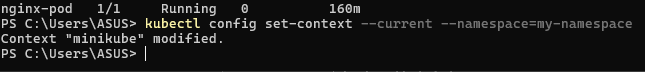 nginx-pod   1/1     Running   0          160m
PS C:\Users\ASUS> kubectl config set-context --current --namespace=my-namespace
Context "minikube" modified.
PS C:\Users\ASUS>